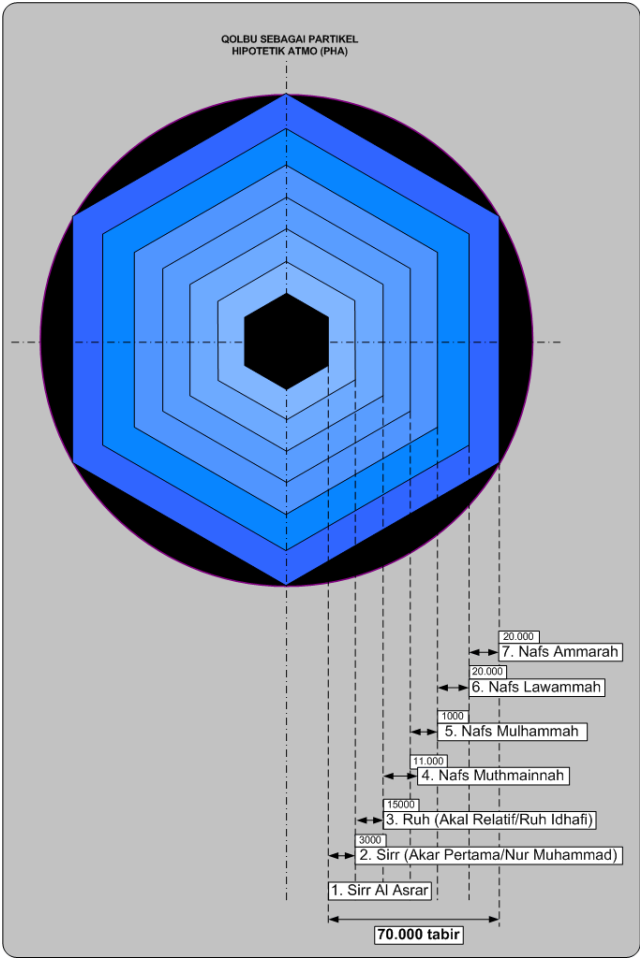 QOLBU SEBAGAI PARTIKEL
HIPOTETIK ATMO (PHA)
20.000
7. Nafs Ammarah
20.000
6. Nafs Lawammah
1000
5. Nafs Mulhammah
11.000
4. Nafs Muthmainnah
15000
3. Ruh (Akal Relatif/Ruh Idhafi)
3000
2. Sirr (Akar Pertama/Nur Muhammad)
1. Sirr Al Asrar
70.000 tabir